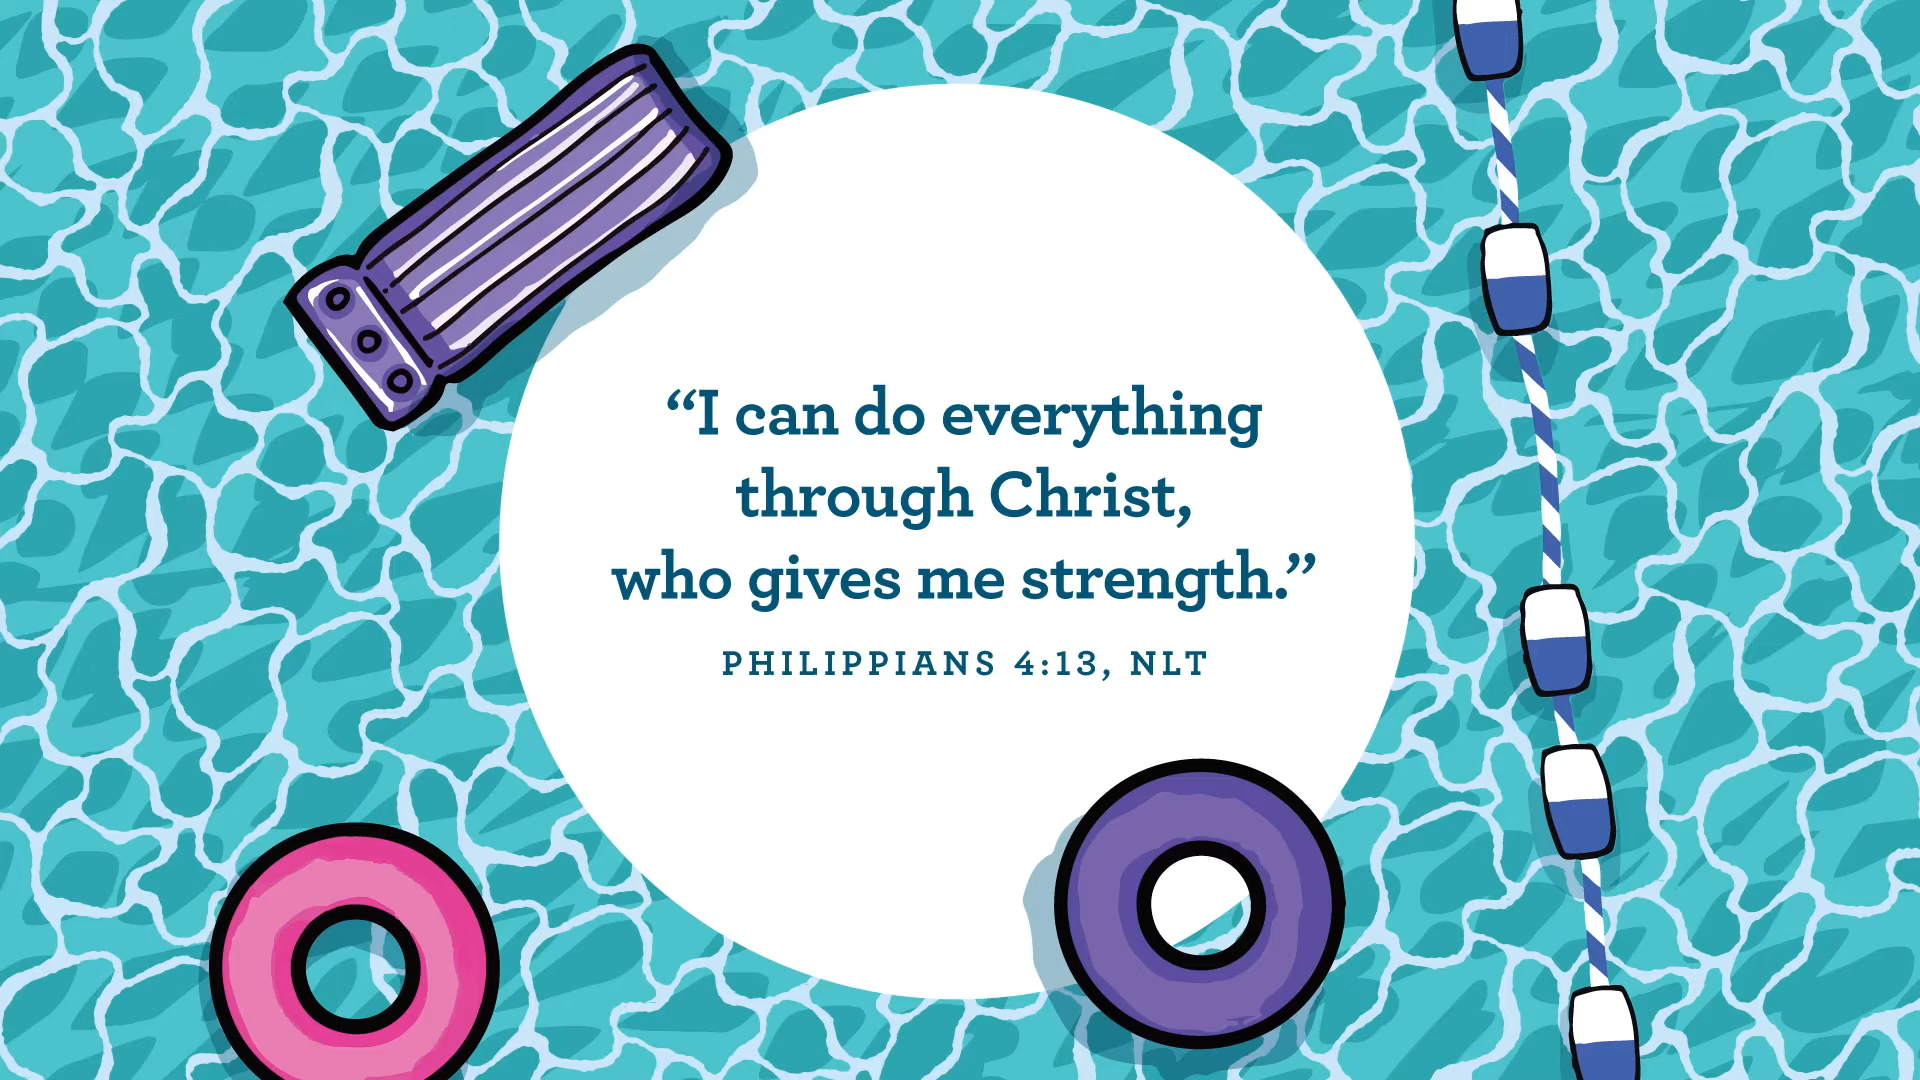 “I can do everything
through Christ,
who gives me strength.”
PHILIPPIANS 4:13, NLT